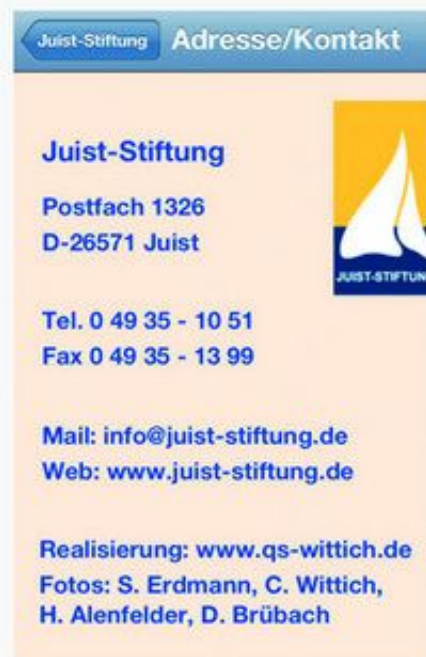 Juist-Stiftung Adresse/Kontakt
Juist-Stiftung
Postfach 1326
D-26571 Juist
JUIST-STIFTUN
Tel. 0 49 35 - 10 51
Fax 0 49 35 - 13 99
Mail: info@juist-stiftung.de
Web: www.juist-stiftung.de
Realisierung: www.qs-wittich.de
Fotos: S. Erdmann, C. Wittich,
H. Alenfelder, D. Brübach